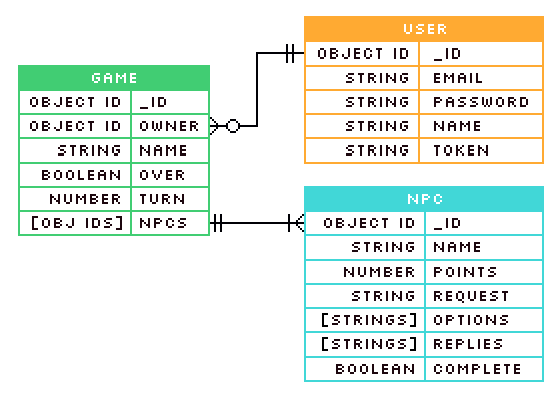 USER
OBJECT ID _ID
STRING EMAIL
STRING PASSWORD
STRING NAME
STRING TOKEN
GAME
OBJECT ID _ID
OBJECT ID OWNER
STRING NAME
BOOLEAN OVER
NUMBER TURN
[OBJ IDS] NPCS
NPC
OBJECT ID _ID
STRING NAME
NUMBER POINTS
STRING REQUEST
[STRINGS] OPTIONS
[STRINGS] REPLIES
BOOLEAN COMPLETE